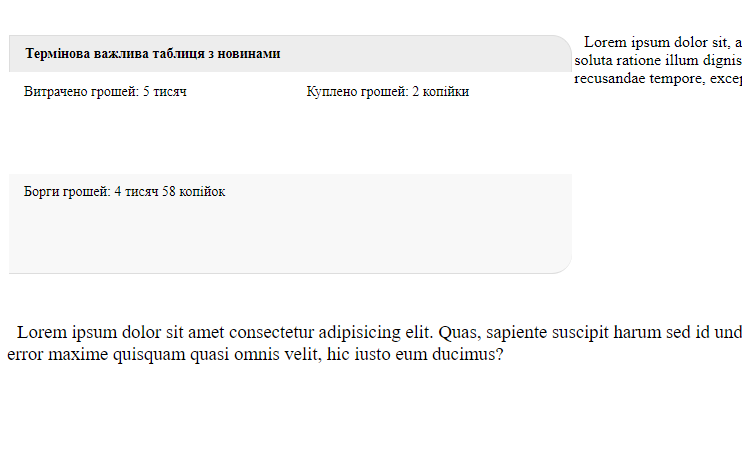 Термінова важлива таблиця з новинами
Витрачено грошей: 5 тисяч
Куплено грошей: 2 копійки
Борги грошей: 4 тисяч 58 копійок
Lorem ipsum dolor sit, a
soluta ratione illum dignis
recusandae tempore, excep
Lorem ipsum dolor sit amet consectetur adipisicing elit. Quas, sapiente suscipit harum sed id und
error maxime quisquam quasi omnis velit, hic iusto eum ducimus?